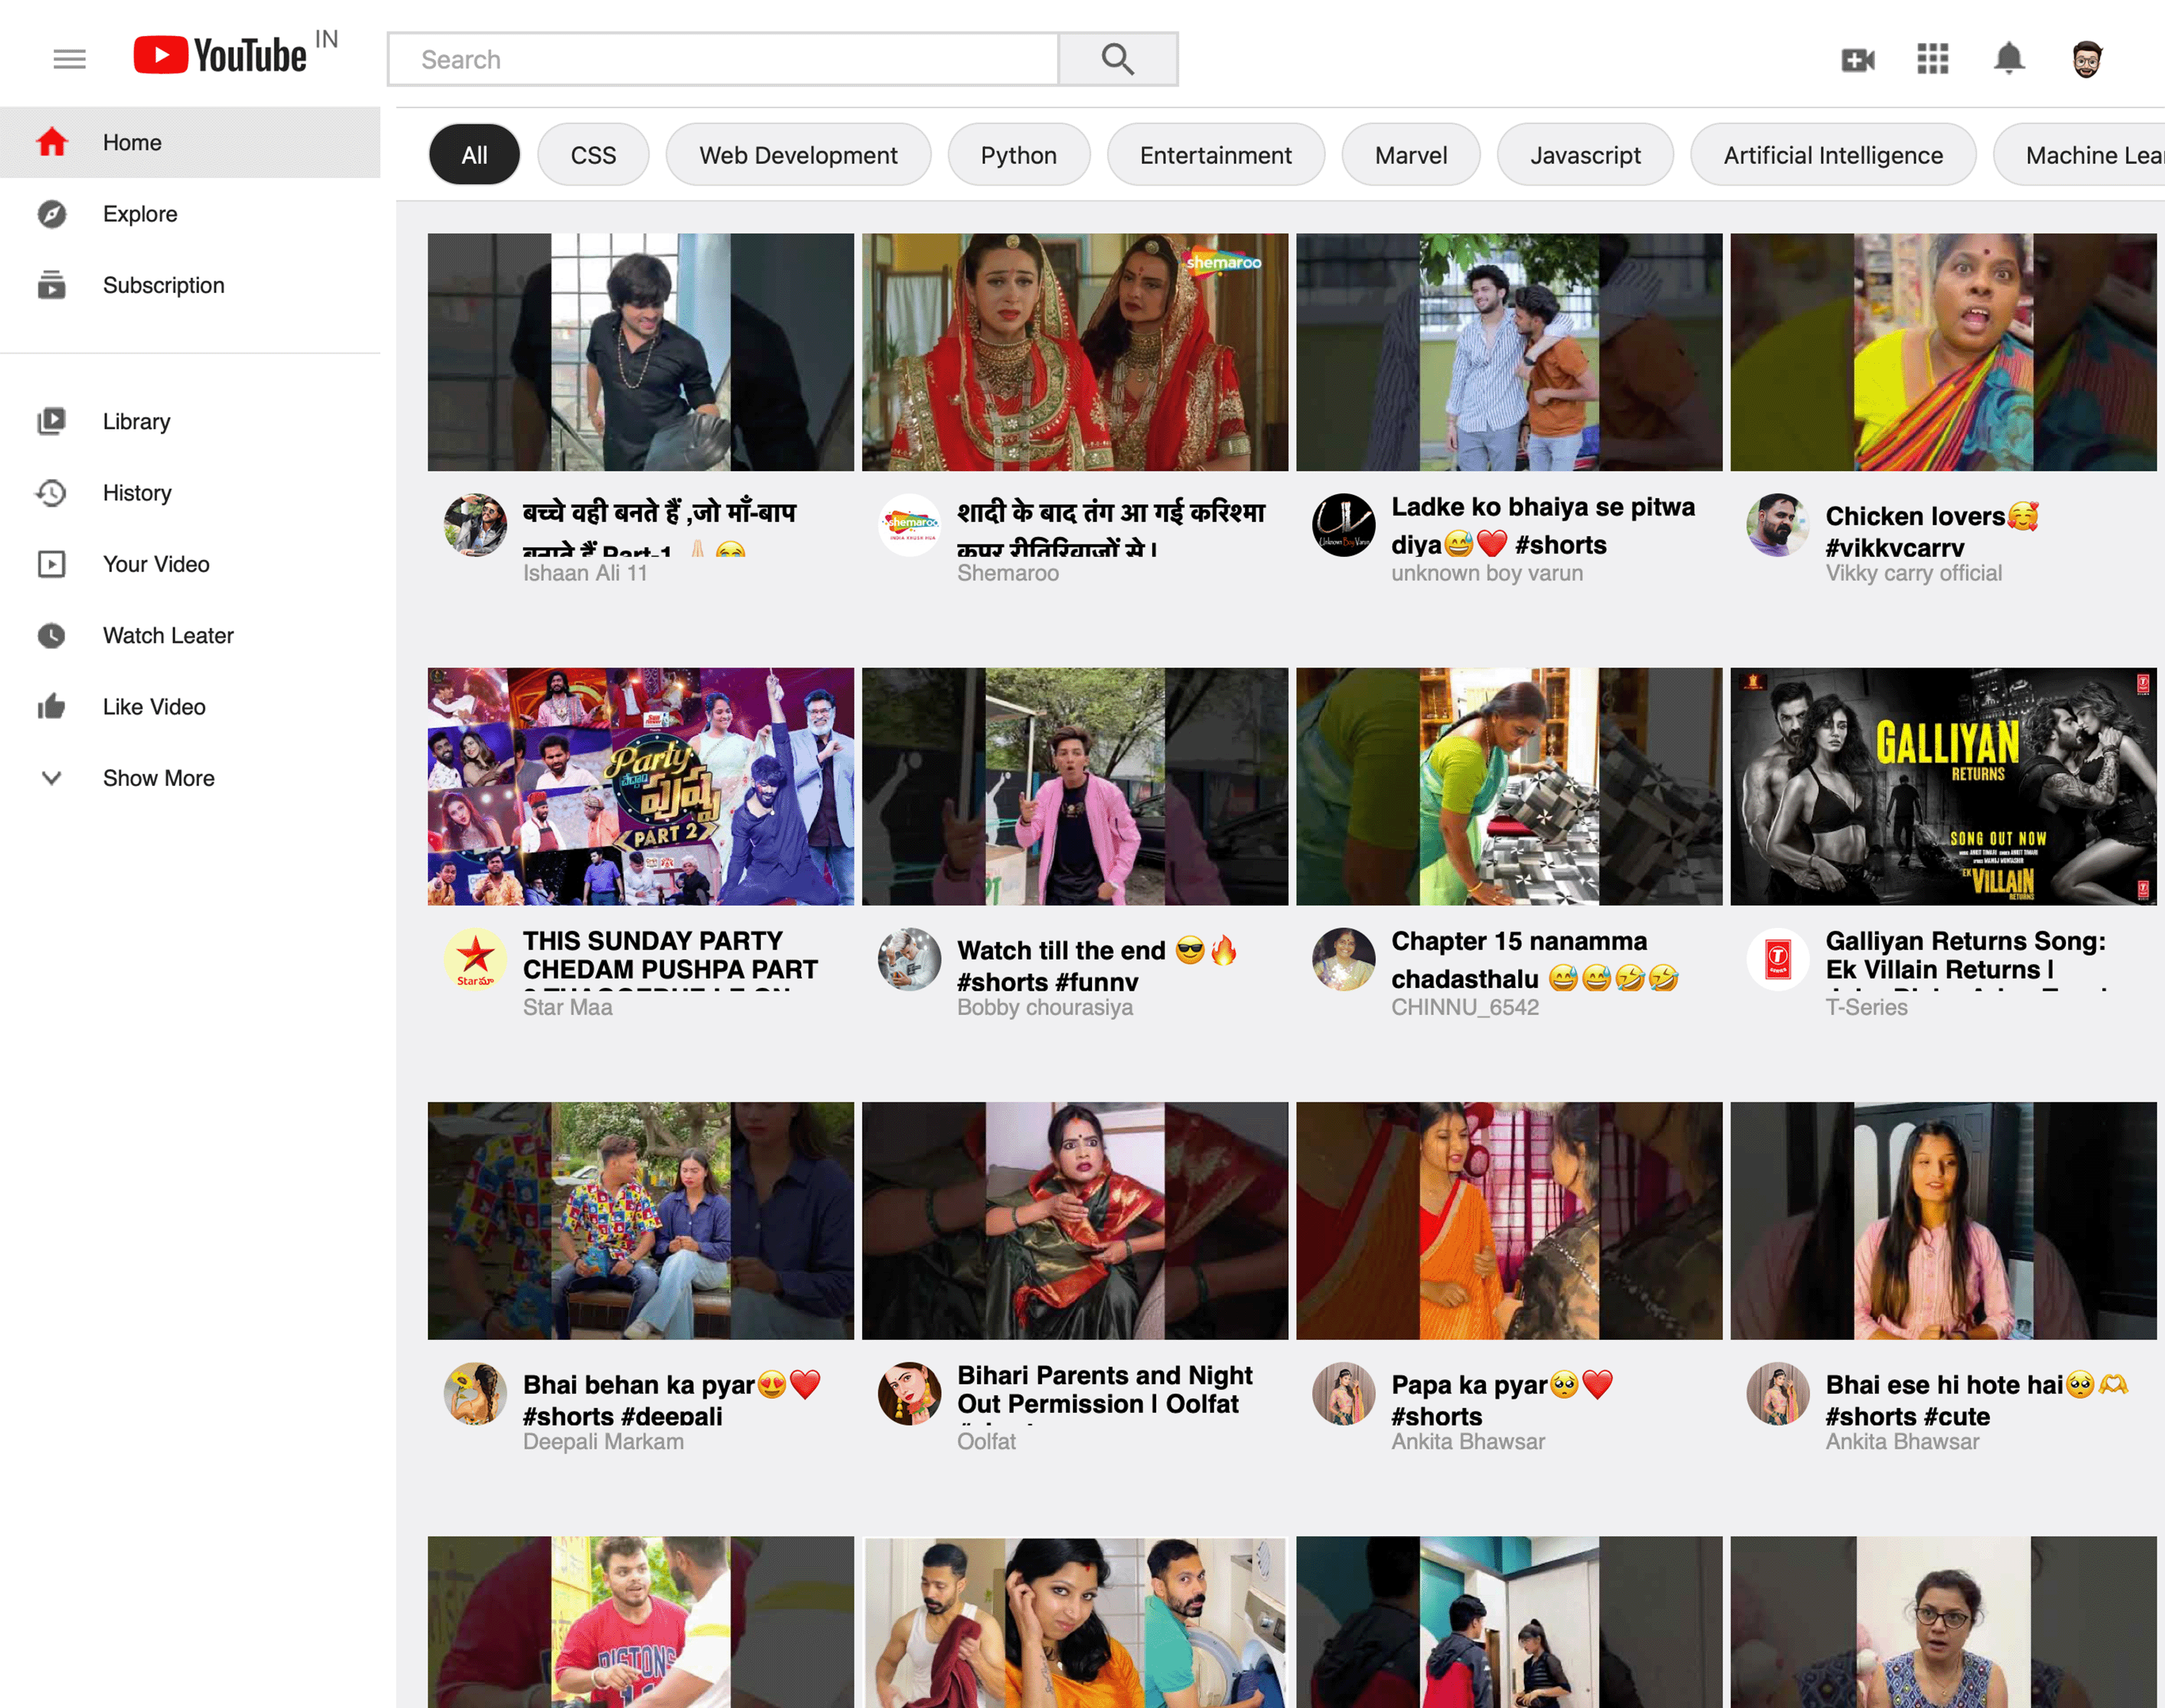 YouTube IN
Search
Home
Explore
Subscription
Library
History
Your Video
Watch Leater
Like Video
Show More
All
CSS
Web Development
Python
Entertainment
Marvel
Javascript
Artificial Intelligence
Machine Lea
shemaroo
बच्चे वही बनते हैं ,जो माँ-बाप
बनाते हैं Part-1 🙏🏻😂
Ishaan Ali 11
shemaroo
शादी के बाद तंग आ गई करिश्मा
कपूर रीतिरिवाजों से |
Shemaroo
Ladke ko bhaiya se pitwa
diya😅❤️ #shorts
unknown boy varun
Chicken lovers🥰
#vikkycarry
Vikky carry official
Party
చేద్దాం
పుష్ప
PART 2
GALLIYAN
RETURNS
SONG OUT NOW
EK VILLAIN
RETURNS
Star మా
THIS SUNDAY PARTY
CHEDAM PUSHPA PART
Star Maa
Watch till the end 😎🔥
#shorts #funny
Bobby chourasiya
Chapter 15 nanamma
chadasthalu 😅😅🤣🤣
CHINNU_6542
Galliyan Returns Song:
Ek Villain Returns |
T-Series
Bhai behan ka pyar😍❤️
#shorts #deepali
Deepali Markam
Bihari Parents and Night
Out Permission | Oolfat
Oolfat
Papa ka pyar🥺❤️
#shorts
Ankita Bhawsar
Bhai ese hi hote hai🥺🫶
#shorts #cute
Ankita Bhawsar
PISTONS